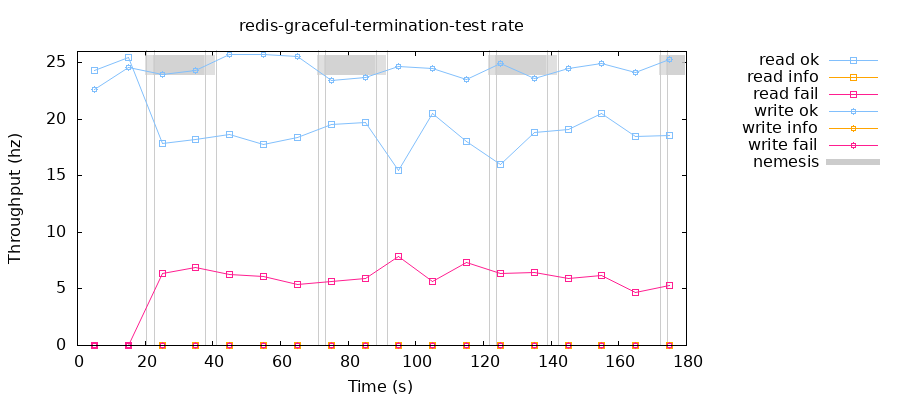 redis-graceful-termination-test rate
Throughput (hz)
25
20
15
10
5
0
0 20 40 60 80 100 120 140 160 180
Time (s)
read ok
read info
read fail
write ok
write info
write fail
nemesis